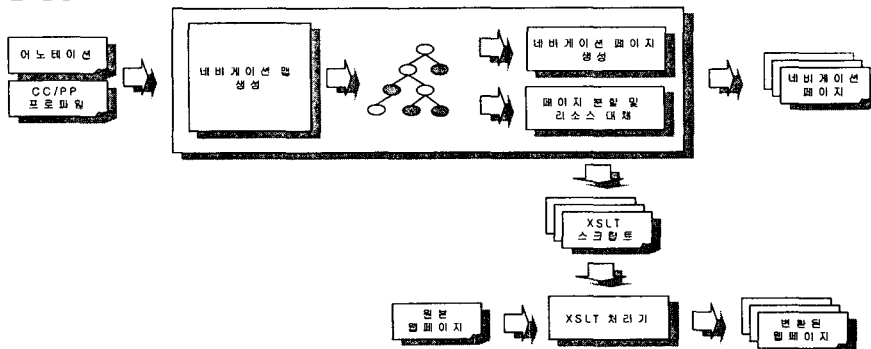 어노테이션
CC/PP
프로파일
네비게이션 맵
생성
네비게이션 페이지
생성
페이지 분할 및
리소스 대체
네비게이션
페이지
XSLT
스크립트
원본
웹페이지
XSLT 처리기
변환된
웹페이지